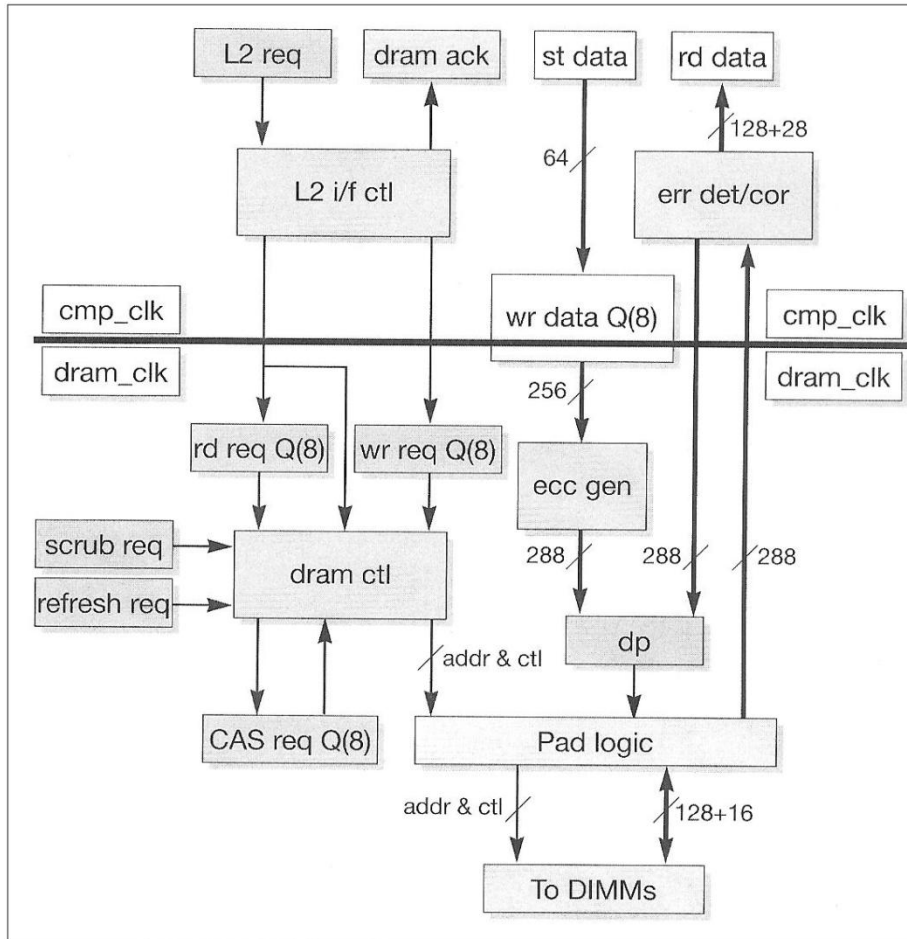 L2 req
dram ack
st data
rd data
128+28
64
L2 i/f ctl
err det/cor
cmp_clk
wr data Q(8)
cmp_clk
dram_clk
dram_clk
256
rd req Q(8)
wr req Q(8)
ecc gen
scrub req
dram ctl
288
288
288
refresh req
dp
addr & ctl
CAS req Q(8)
Pad logic
addr & ctl
128+16
To DIMMs